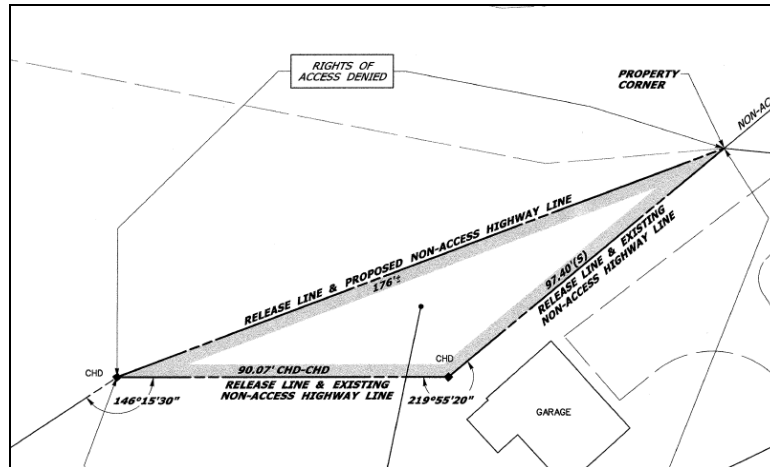 RIGHTS OF
ACCESS DENIED
PROPERTY
CORNER
NON-AC
RELEASE LINE & PROPOSED NON-ACCESS HIGHWAY LINE
176'±
97.40'(S)
RELEASE LINE & EXISTING
NON-ACCESS HIGHWAY LINE
CHD
CHD
90.07' CHD-CHD
RELEASE LINE & EXISTING
NON-ACCESS HIGHWAY LINE
146°15'30"
219°55'20"
GARAGE